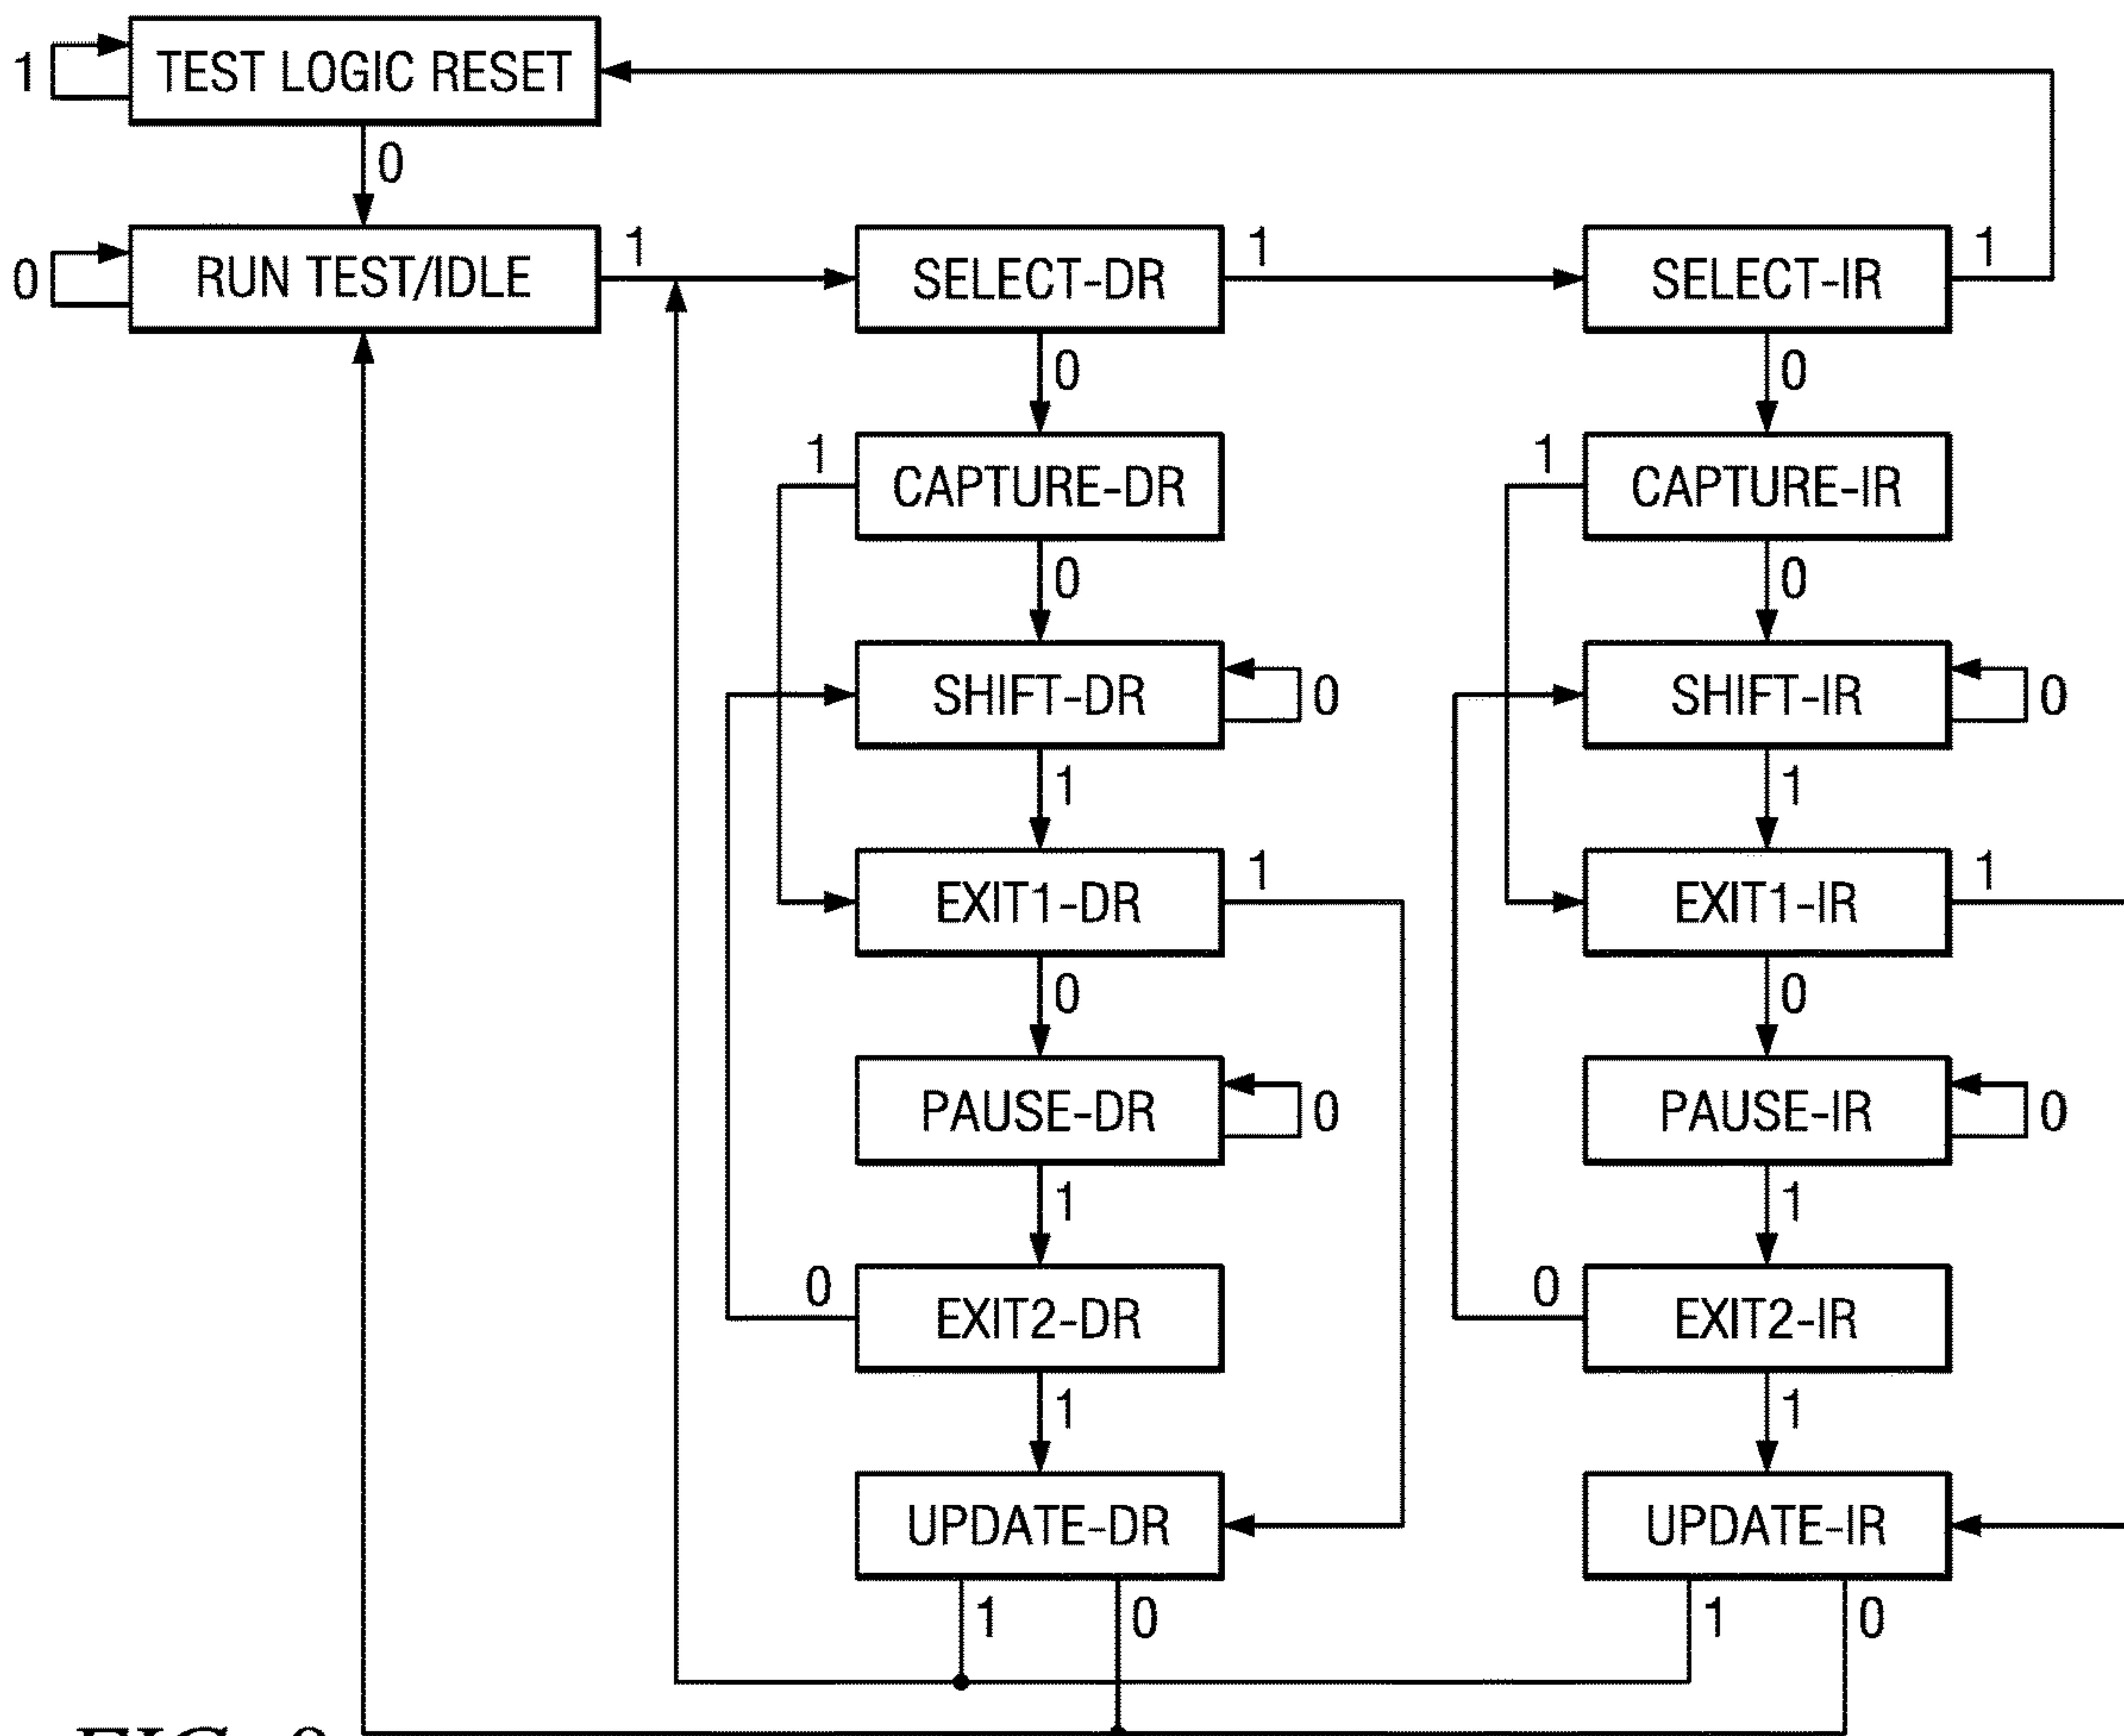 1 TEST LOGIC RESET
0
0 RUN TEST/IDLE 1 SELECT-DR 1 SELECT-IR 1
0 0
1 CAPTURE-DR 1 CAPTURE-IR
0 0
SHIFT-DR 0 SHIFT-IR 0
1 1
EXIT1-DR 1 EXIT1-IR 1
0 0
PAUSE-DR 0 PAUSE-IR 0
1 1
0 EXIT2-DR 0 EXIT2-IR
1 1
UPDATE-DR UPDATE-IR
1 0 1 0